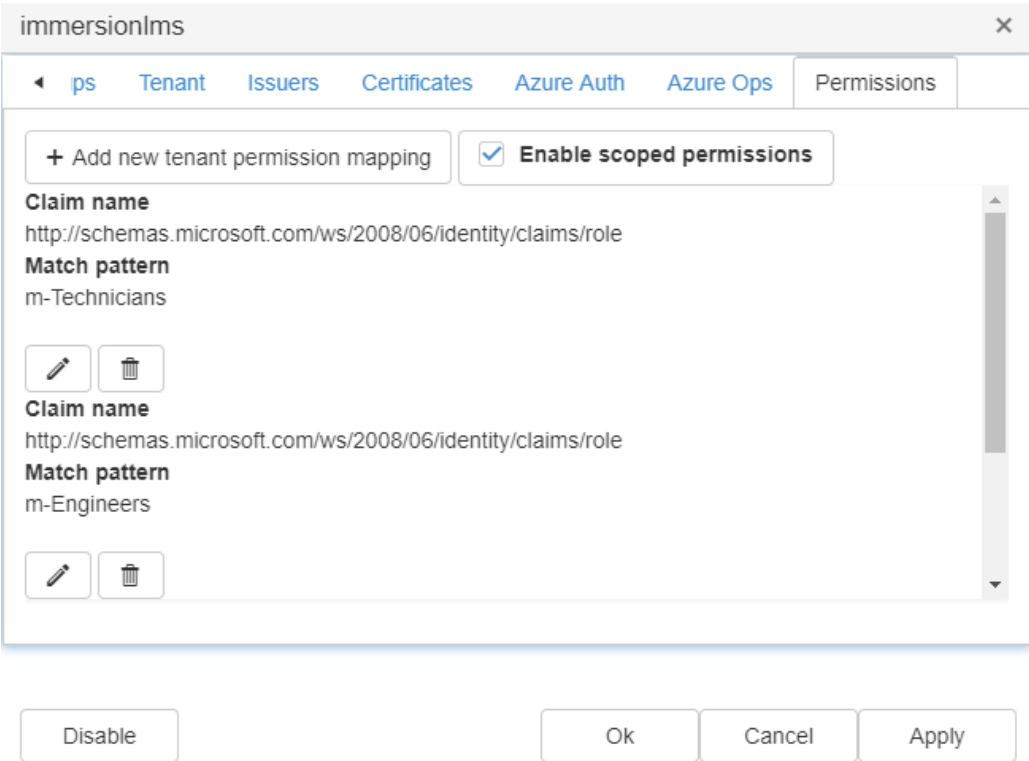 immersionlms
ps Tenant Issuers Certificates Azure Auth Azure Ops Permissions
+ Add new tenant permission mapping Enable scoped permissions
Claim name
http://schemas.microsoft.com/ws/2008/06/identity/claims/role
Match pattern
m-Technicians
Claim name
http://schemas.microsoft.com/ws/2008/06/identity/claims/role
Match pattern
m-Engineers
Disable Ok Cancel Apply